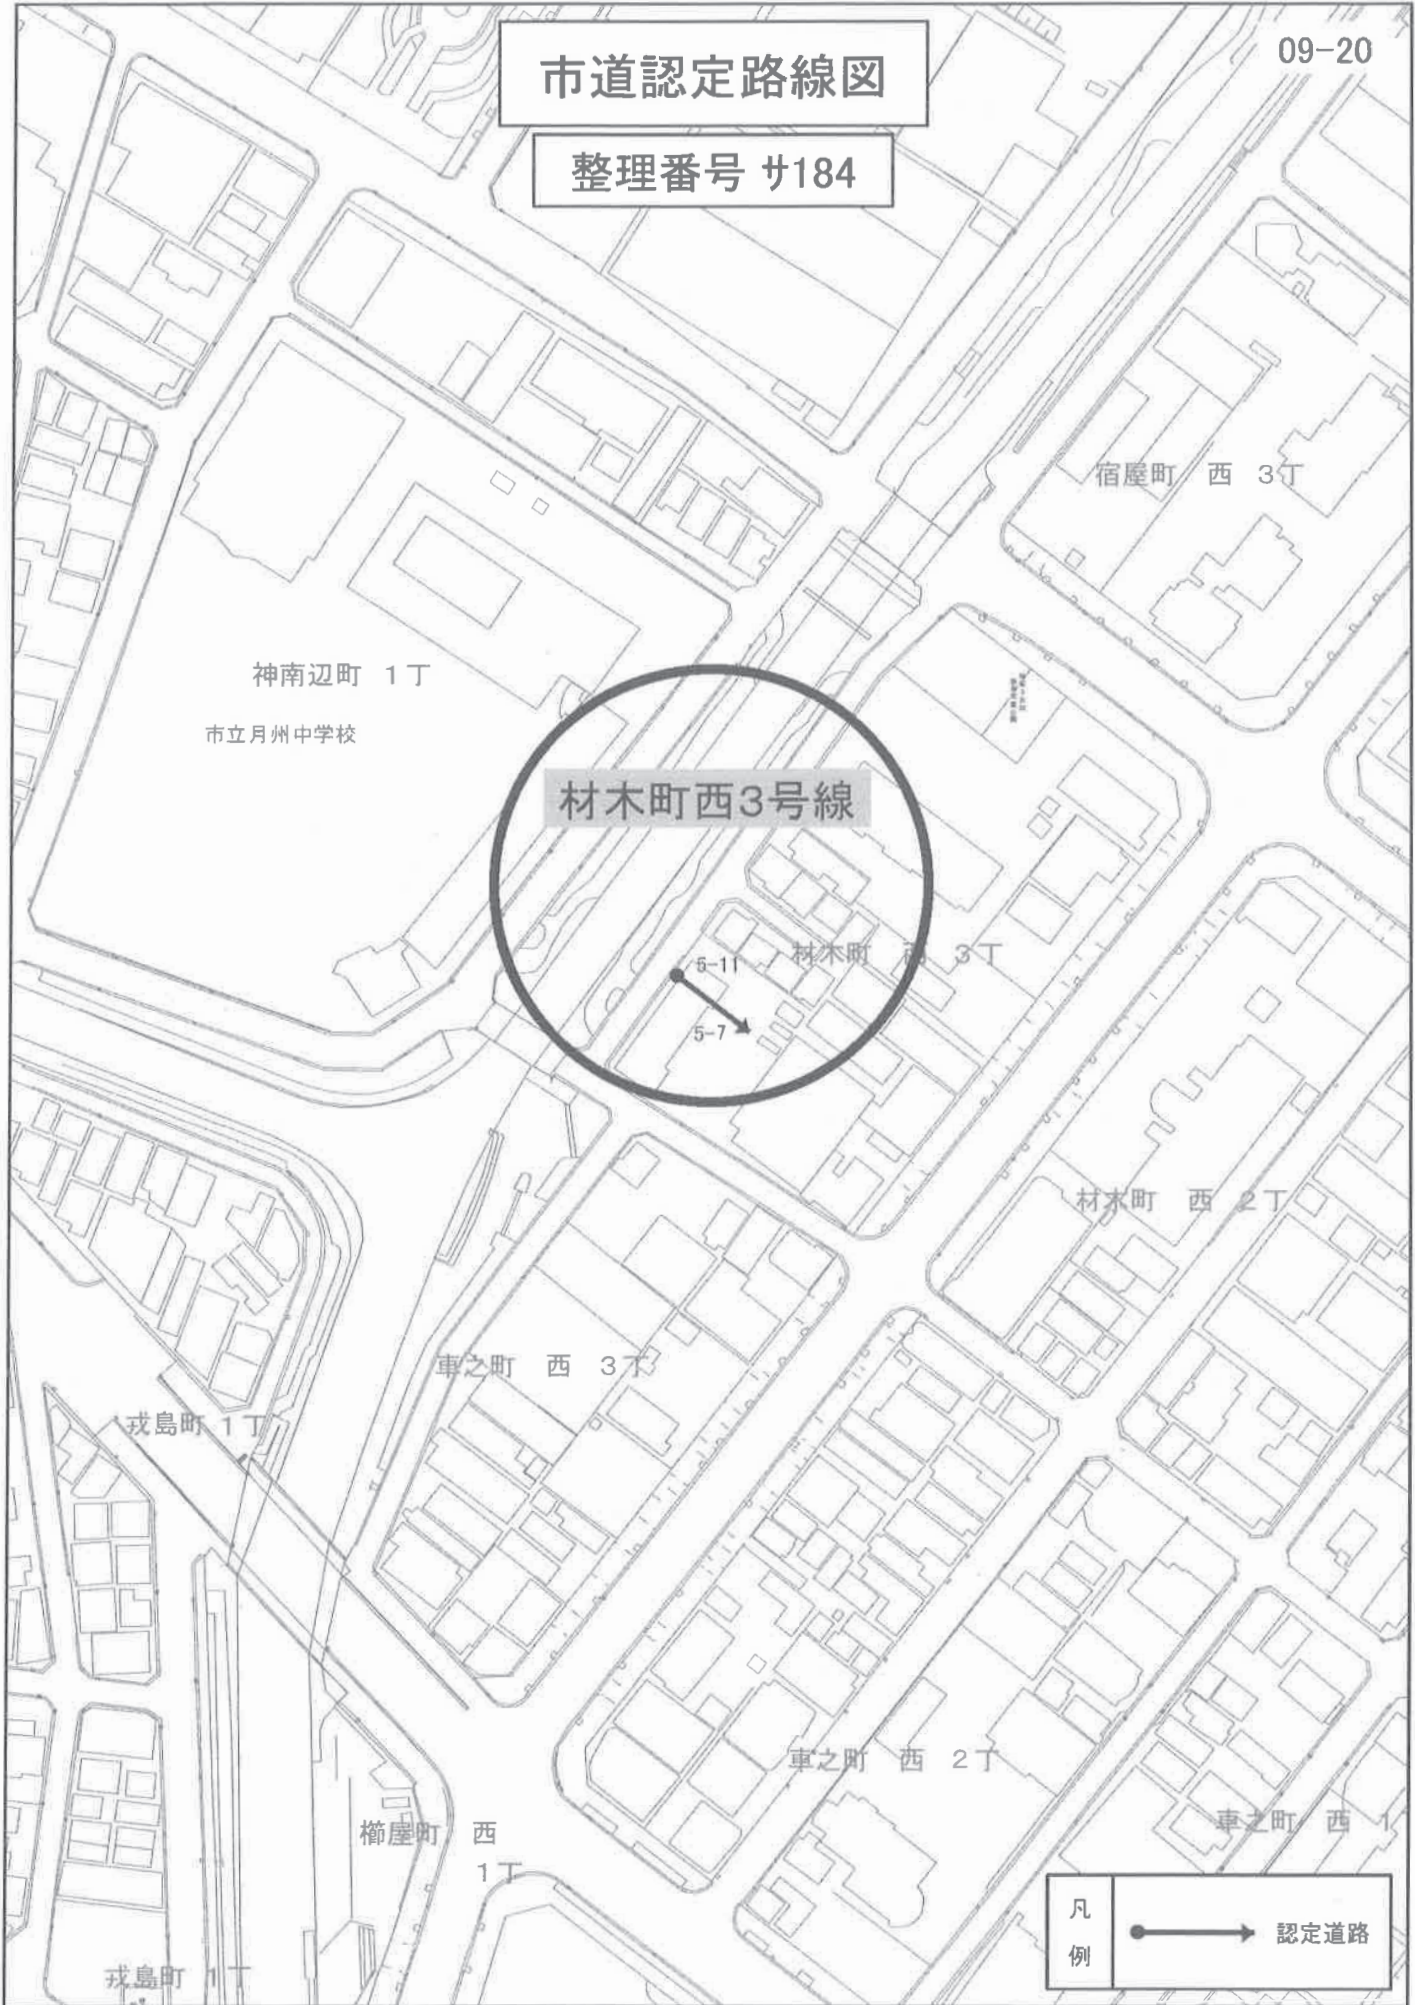 市道認定路線図
09-20
整理番号 サ184
宿屋町 西 3丁
神南辺町 1丁
市立月州中学校
材木町西3号線
材木町 西 3丁
5-11
5-7
材木町 西 2丁
車之町 西 3丁
戎島町 1丁
車之町 西 2丁
車之町 西 1
櫛屋町 西
1丁
戎島町 1丁
凡例
認定道路